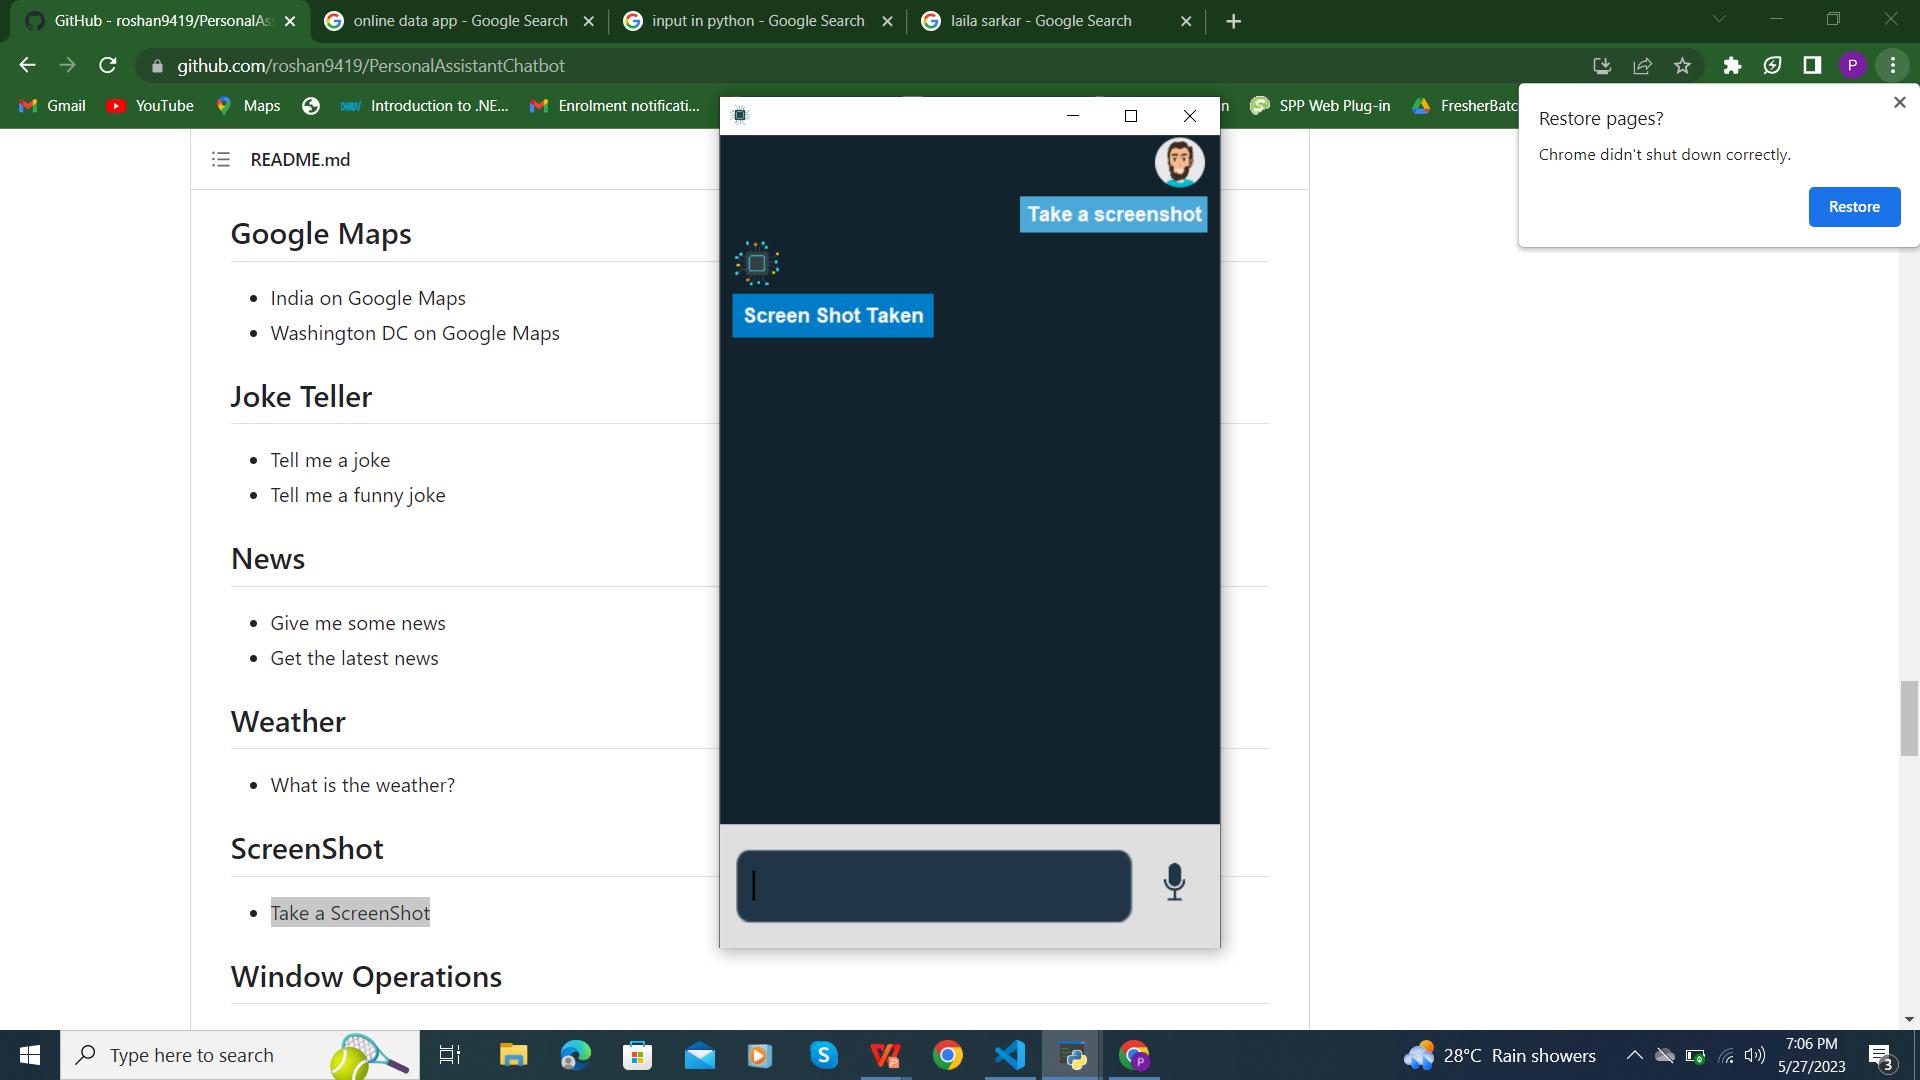 GitHub - roshan9419/PersonalAs
online data app - Google Search
input in python - Google Search
laila sarkar - Google Search
github.com/roshan9419/PersonalAssistantChatbot
P
Gmail
YouTube
Maps
DHRUV
Introduction to .NE...
Enrolment notificati...
n
SPP Web Plug-in
FresherBatc
Restore pages?
Chrome didn't shut down correctly.
Restore
README.md
Google Maps
India on Google Maps
Washington DC on Google Maps
Joke Teller
Tell me a joke
Tell me a funny joke
News
Give me some news
Get the latest news
Weather
What is the weather?
ScreenShot
Take a ScreenShot
Window Operations
Take a screenshot
Screen Shot Taken
Type here to search
28°C Rain showers
7:06 PM
5/27/2023
3